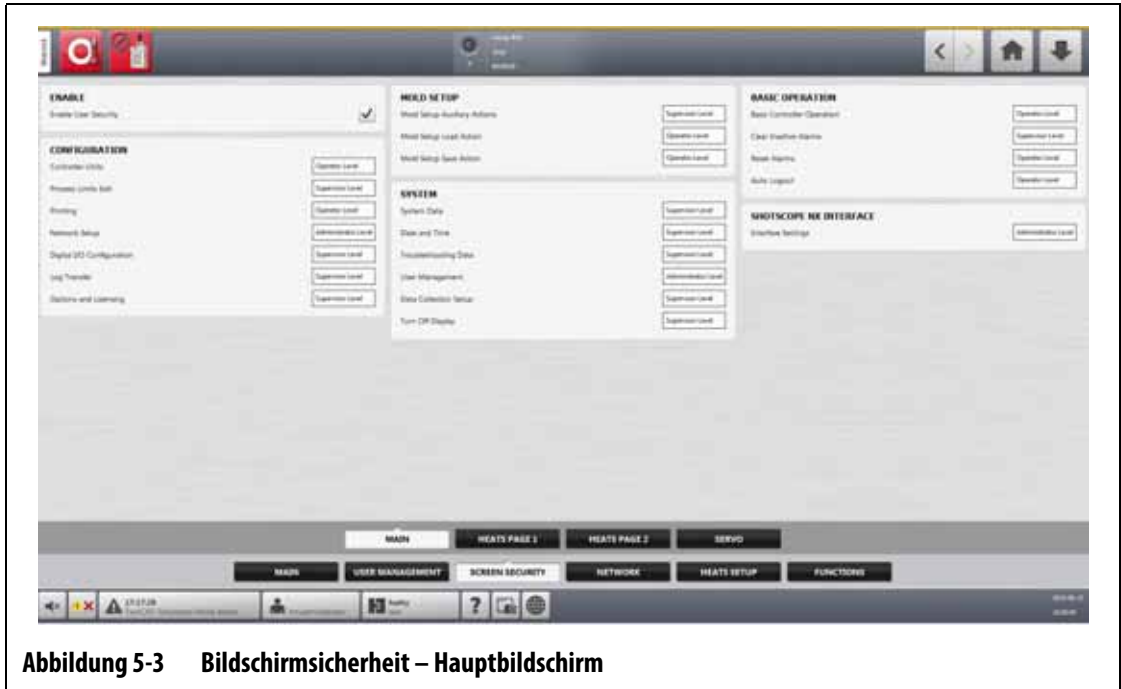 ENABLE
Enable User Security
CONFIGURATION
Controller Units
Operator Level
Process Limits Edit
Supervisor Level
Printing
Operator Level
Network Setup
Administrator Level
Digital I/O Configuration
Supervisor Level
Log Transfer
Supervisor Level
Options and Licensing
Supervisor Level
MOLD SETUP
Mold Setup Auxiliary Actions
Supervisor Level
Mold Setup Load Action
Operator Level
Mold Setup Save Action
Operator Level
SYSTEM
System Data
Supervisor Level
Date and Time
Supervisor Level
Troubleshooting Data
Supervisor Level
User Management
Administrator Level
Data Collection Setup
Supervisor Level
Turn Off Display
Supervisor Level
BASIC OPERATION
Basic Controller Operation
Operator Level
Clear Inactive Alarms
Supervisor Level
Reset Alarms
Operator Level
Auto Logout
Operator Level
SHOTSCOPE NX INTERFACE
Interface Settings
Administrator Level
MAIN HEATS PAGE 1 HEATS PAGE 2 SERVO
MAIN USER MANAGEMENT SCREEN SECURITY NETWORK HEATS SETUP FUNCTIONS
17:17:28
?
Abbildung 5-3 Bildschirmsicherheit – Hauptbildschirm